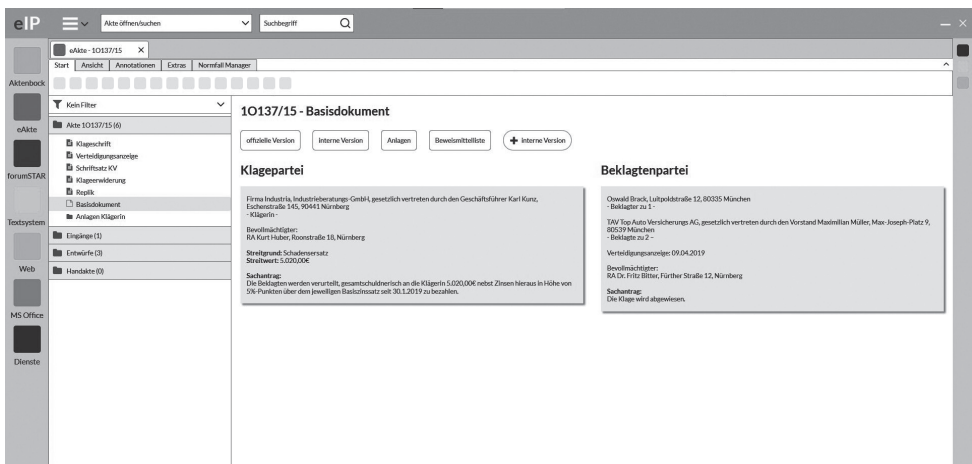 eIP
Akte öffnen/suchen
Suchbegriff
eAkte - 1O137/15 X
Start Ansicht Annotationen Extras Normfall Manager
Aktenbock
eAkte
forumSTAR
Textsystem
Web
MS Office
Dienste
Kein Filter
Akte 1O137/15 (6)
Klageschrift
Verteidigungsanzeige
Schriftsatz KV
Klageerwiderung
Replik
Basisdokument
Anlagen Klägerin
Eingänge (1)
Entwürfe (3)
Handakte (0)
1O137/15 - Basisdokument
offizielle Version
interne Version
Anlagen
Beweismittelliste
+ interne Version
Klagepartei
Firma Industria, Industrieberatungs-GmbH, gesetzlich vertreten durch den Geschäftsführer Karl Kunz,
Eschenstraße 145, 90441 Nürnberg
- Klägerin -
Bevollmächtigter:
RA Kurt Huber, Roonstraße 18, Nürnberg
Streitgrund: Schadensersatz
Streitwert: 5.020,00€
Sachantrag:
Die Beklagten werden verurteilt, gesamtschuldnerisch an die Klägerin 5.020,00€ nebst Zinsen hieraus in Höhe von
5%-Punkten über dem jeweiligen Basiszinssatz seit 30.1.2019 zu bezahlen.
Beklagtenpartei
Oswald Brack, Luitpoldstraße 12, 80335 München
- Beklagter zu 1 -
TAV Top Auto Versicherungs AG, gesetzlich vertreten durch den Vorstand Maximilian Müller, Max-Joseph-Platz 9,
80539 München
- Beklagte zu 2 –
Verteidigungsanzeige: 09.04.2019
Bevollmächtigter:
RA Dr. Fritz Bitter, Fürther Straße 12, Nürnberg
Sachantrag:
Die Klage wird abgewiesen.